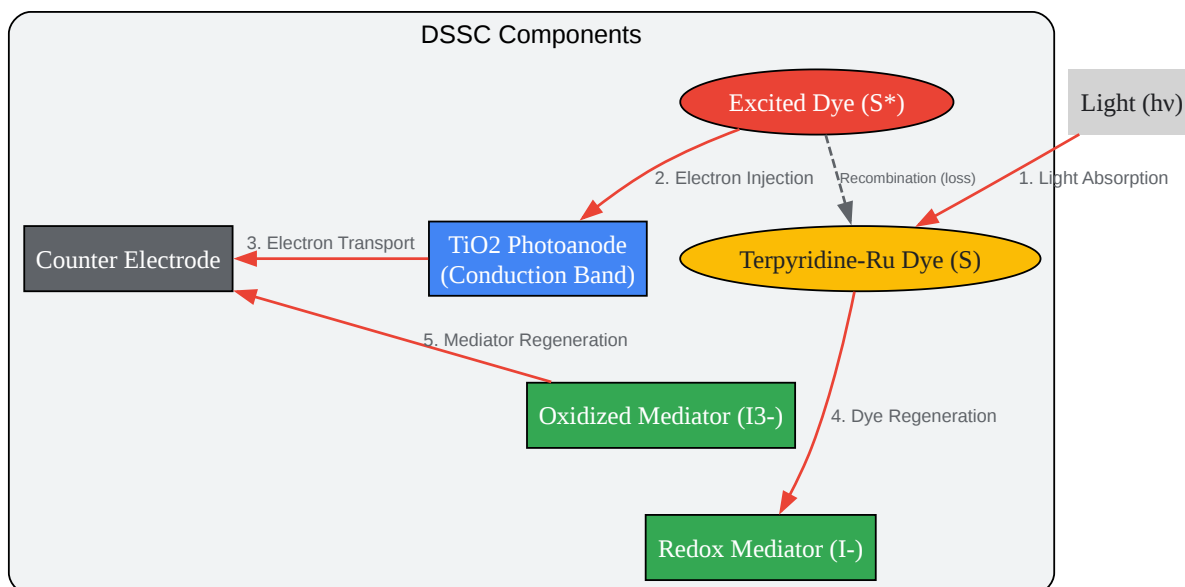 DSSC Components
Excited Dye (S*)
Light (hν)
2. Electron Injection
Recombination (loss)
1. Light Absorption
Counter Electrode
3. Electron Transport
TiO2 Photoanode
(Conduction Band)
Terpyridine-Ru Dye (S)
5. Mediator Regeneration
Oxidized Mediator (I3-)
4. Dye Regeneration
Redox Mediator (I-)